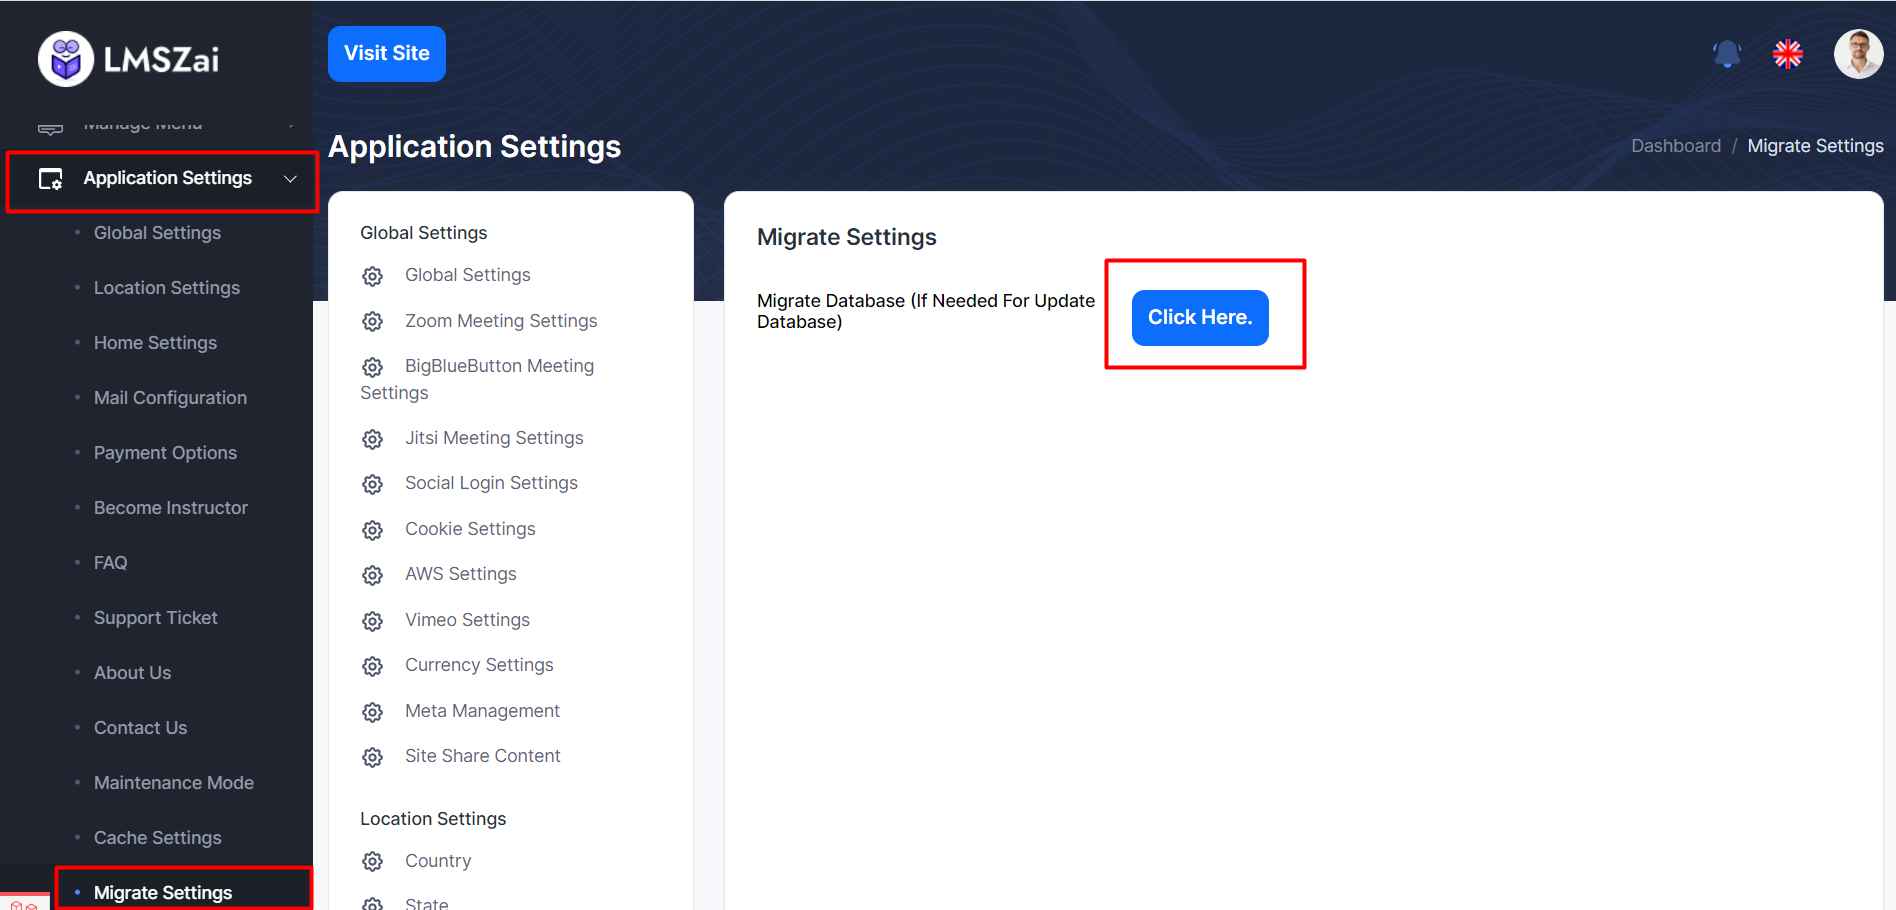 LMSZai
Manage Menu
Application Settings
Global Settings
Location Settings
Home Settings
Mail Configuration
Payment Options
Become Instructor
FAQ
Support Ticket
About Us
Contact Us
Maintenance Mode
Cache Settings
Migrate Settings
Visit Site
Application Settings
Dashboard / Migrate Settings
Global Settings
Global Settings
Zoom Meeting Settings
BigBlueButton Meeting
Settings
Jitsi Meeting Settings
Social Login Settings
Cookie Settings
AWS Settings
Vimeo Settings
Currency Settings
Meta Management
Site Share Content
Location Settings
Country
State
Migrate Settings
Migrate Database (If Needed For Update
Database)
Click Here.